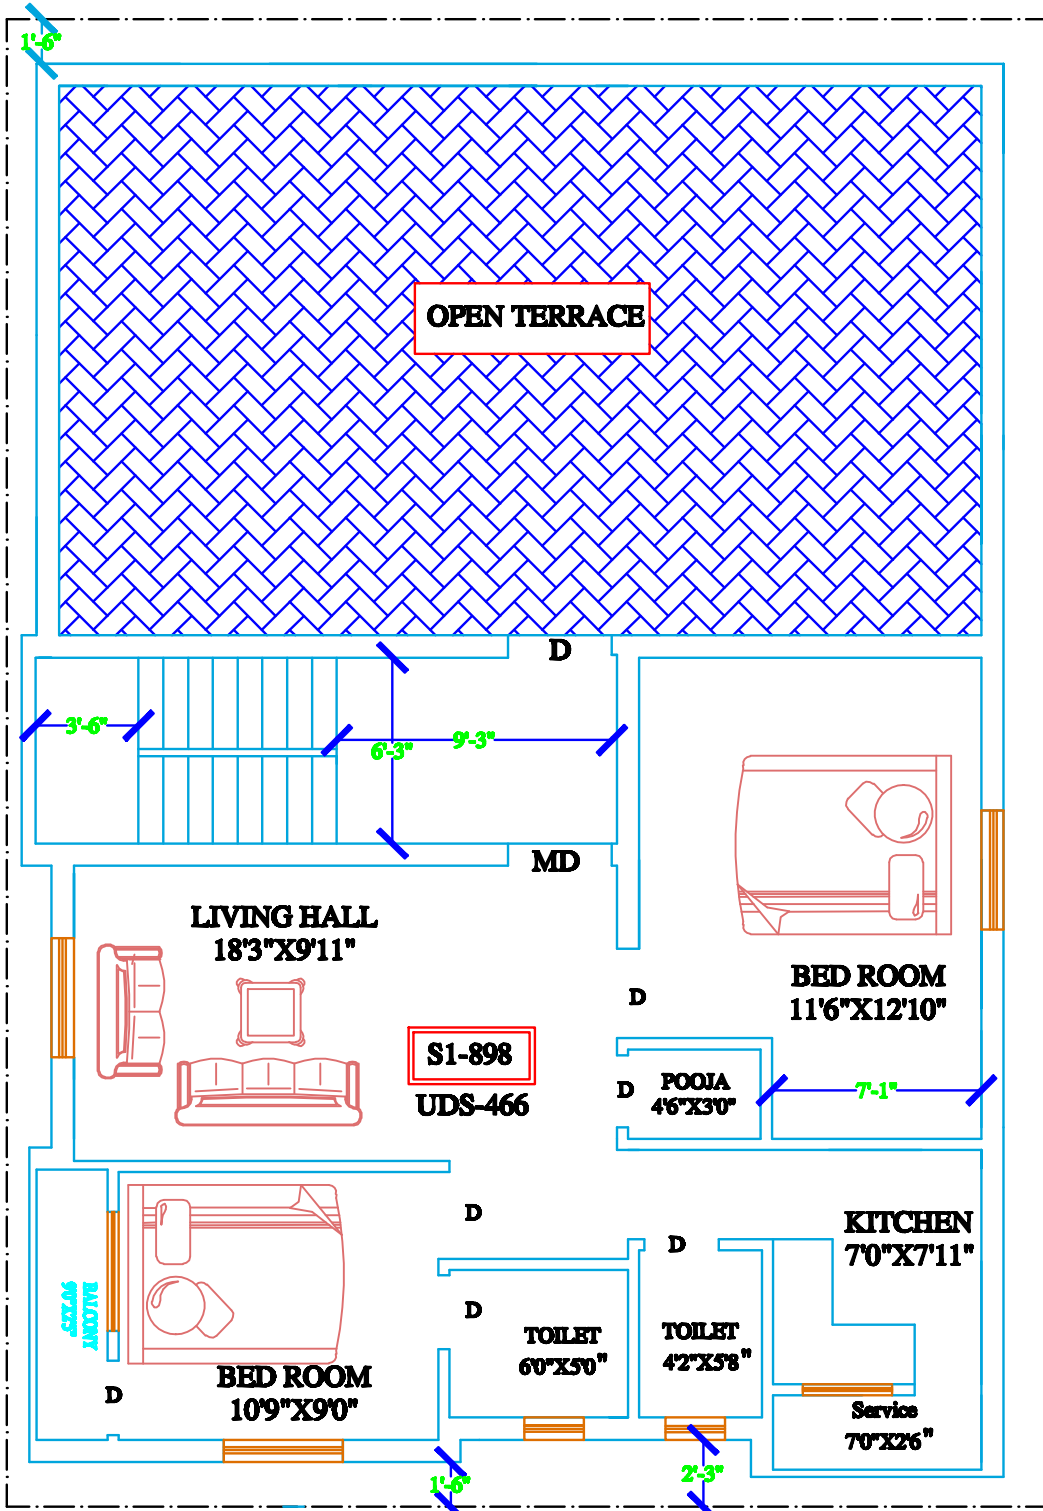 1'-6"
OPEN TERRACE
D
3'-6"
6'-3"
9'-3"
MD
LIVING HALL
18'3"X9'11"
BED ROOM
11'6"X12'10"
D
S1-898
UDS-466
D
POOJA
4'6"X3'0"
7'-1"
D
KITCHEN
7'0"X7'11"
D
BALCONY
D
TOILET
6'0"X5'0"
TOILET
4'2"X5'8"
BED ROOM
10'9"X9'0"
D
Service
7'0"X2'6"
1'-6"
2'-3"